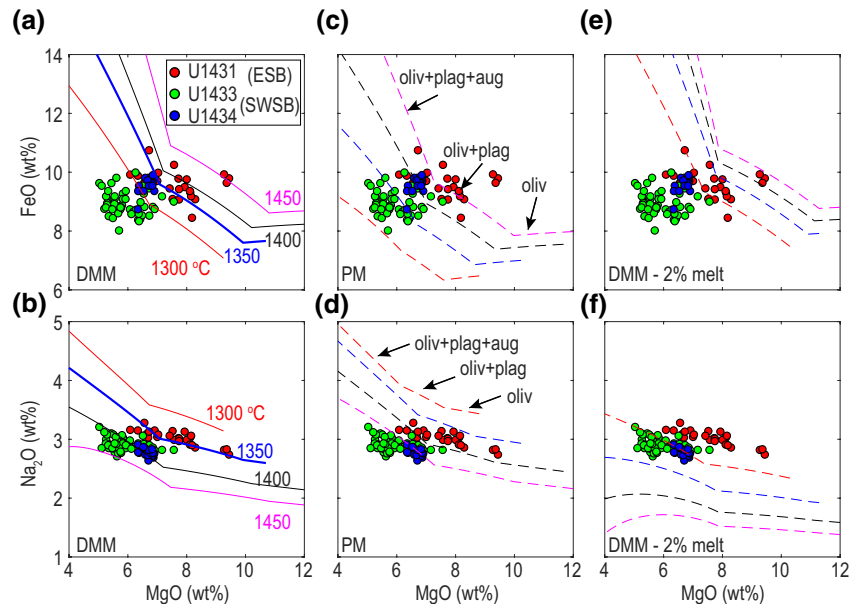 (a)
(c)
(e)
14
12
10
8
6
FeO (wt%)
U1431 (ESB)
U1433
(SWSB)
U1434
1450
1400
1350
1300 °C
DMM
oliv+plag+aug
oliv+plag
oliv
PM
DMM - 2% melt
(b)
(d)
(f)
5
4
3
2
1
Na2O (wt%)
1300 °C
1350
1400
1450
DMM
oliv+plag+aug
oliv+plag
oliv
PM
DMM - 2% melt
4 6 8 10 12 4 6 8 10 12 4 6 8 10 12
MgO (wt%) MgO (wt%) MgO (wt%)